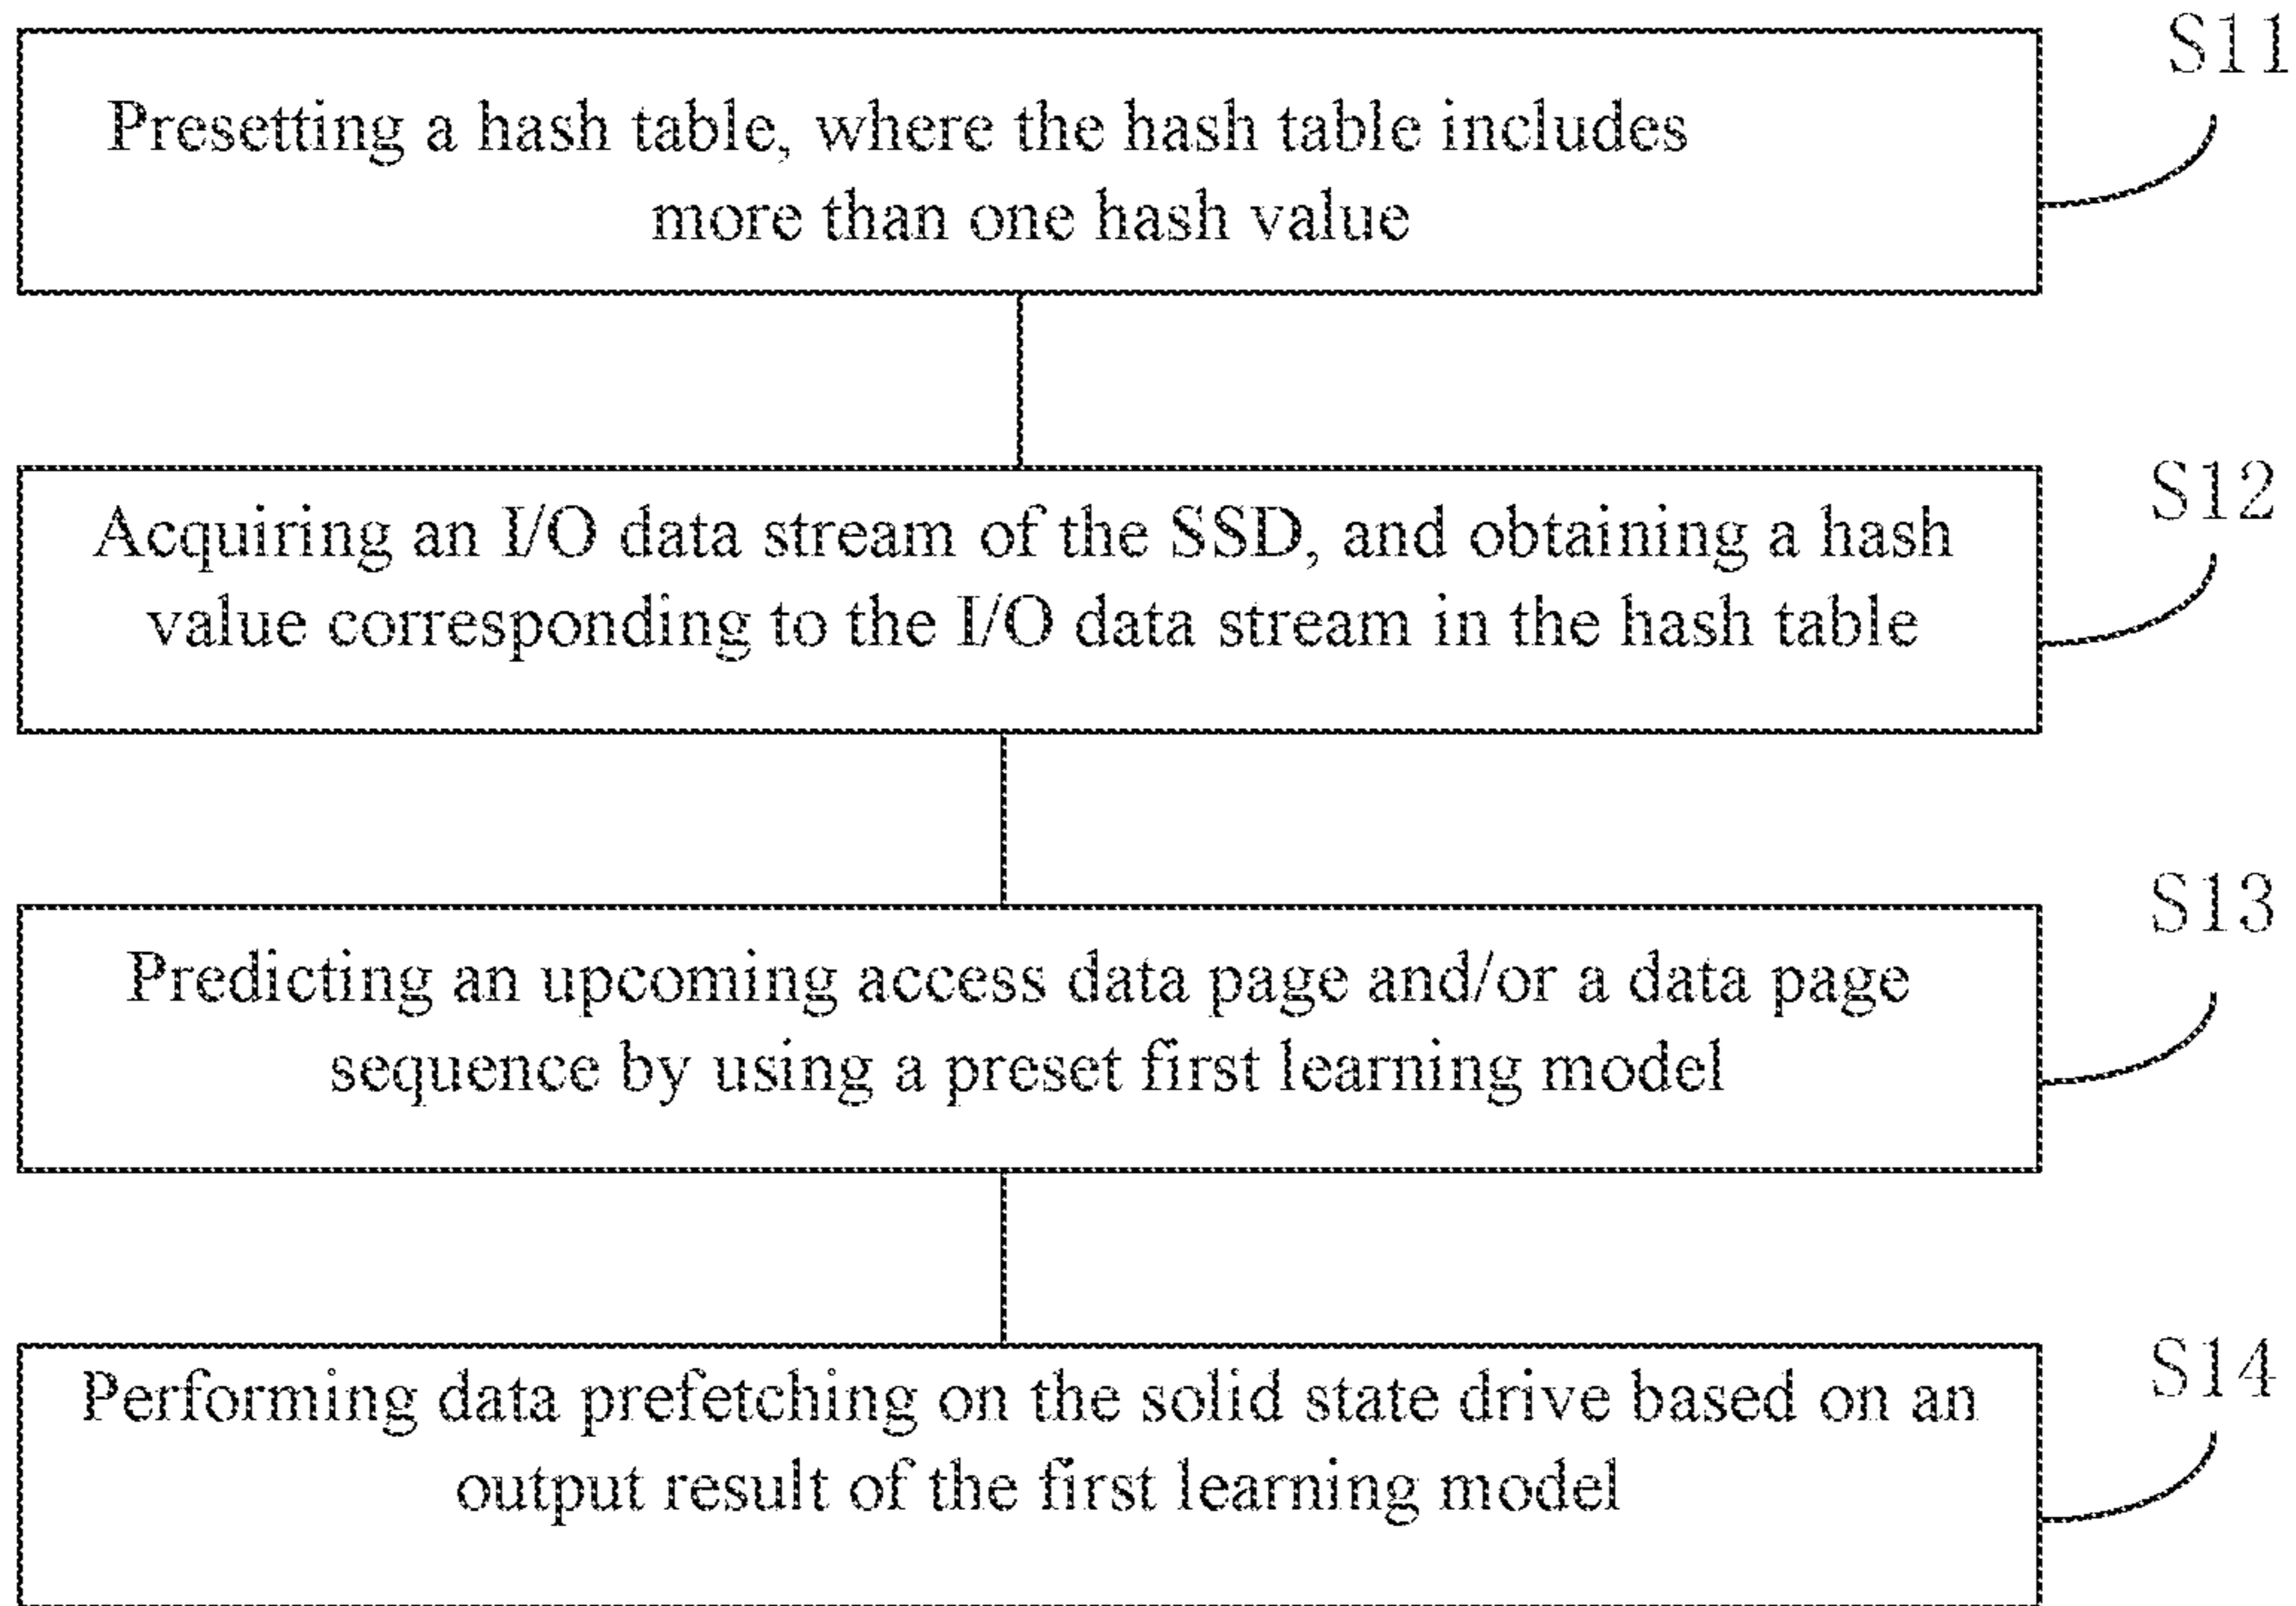 S11
Presetting a hash table, where the hash table includes
more than one hash value
S12
Acquiring an I/O data stream of the SSD, and obtaining a hash
value corresponding to the I/O data stream in the hash table
S13
Predicting an upcoming access data page and/or a data page
sequence by using a preset first learning model
S14
Performing data prefetching on the solid state drive based on an
output result of the first learning model